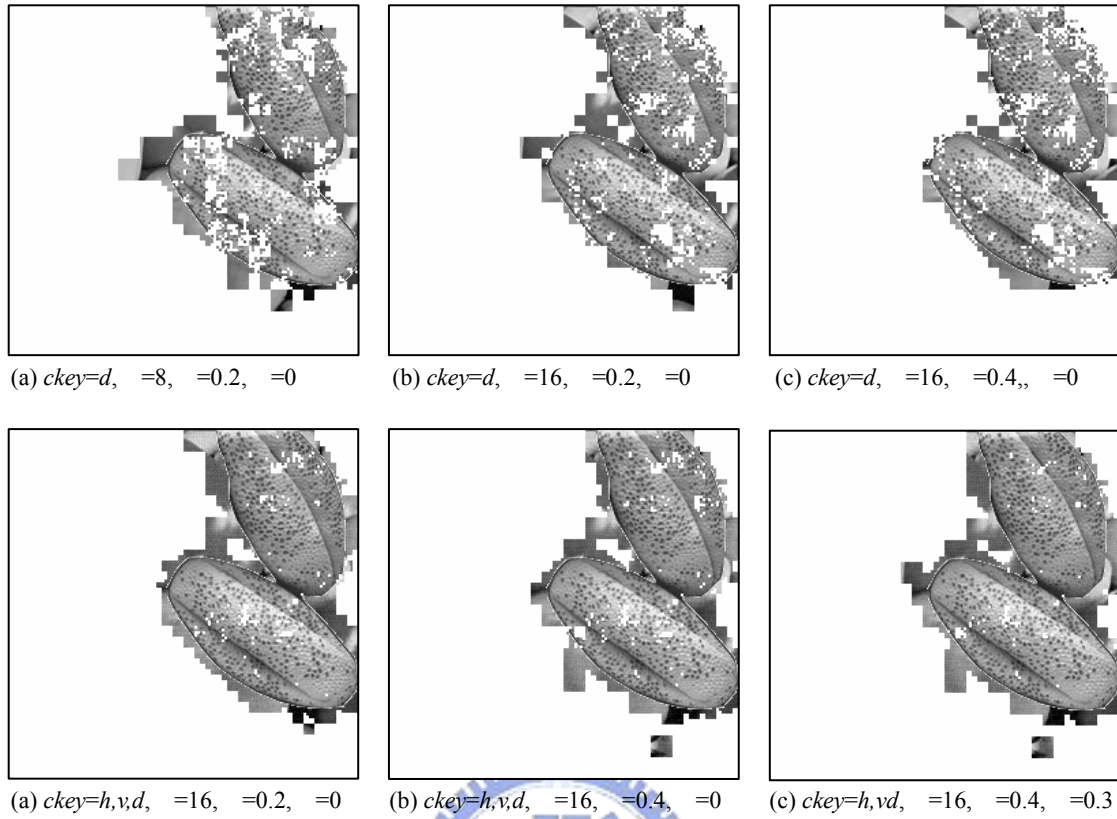 (a) ckey=d, =8, =0.2, =0
(b) ckey=d, =16, =0.2, =0
(c) ckey=d, =16, =0.4,, =0
(a) ckey=h,v,d, =16, =0.2, =0
(b) ckey=h,v,d, =16, =0.4, =0
(c) ckey=h,vd, =16, =0.4, =0.3